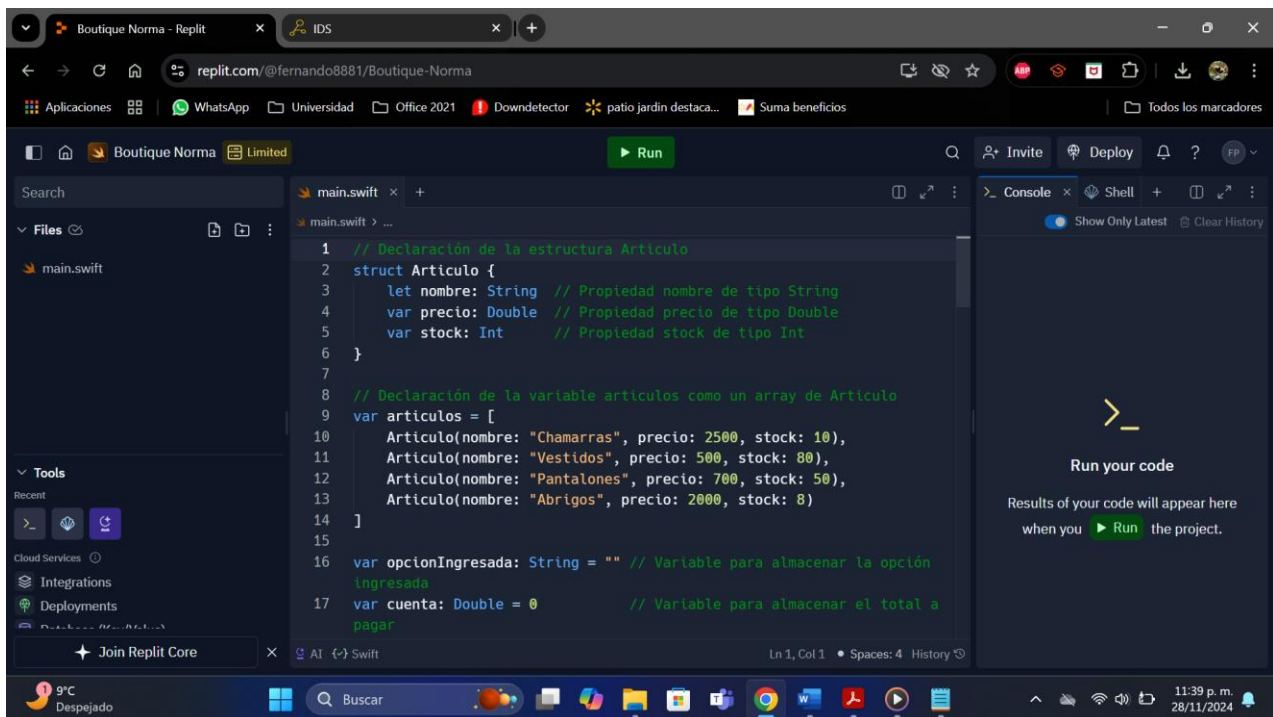 Boutique Norma - Replit
IDS
replit.com/@fernando8881/Boutique-Norma
ABP
Aplicaciones
WhatsApp
Universidad
Office 2021
Downdetector
patio jardin destaca...
Suma beneficios
Todos los marcadores
Boutique Norma
Limited
Run
Invite
Deploy
?
FP
Search
main.swift × +
Console × Shell +
main.swift > ...
Show Only Latest
Clear History
Files
main.swift
1 // Declaración de la estructura Articulo
2 struct Articulo {
3 let nombre: String // Propiedad nombre de tipo String
4 var precio: Double // Propiedad precio de tipo Double
5 var stock: Int // Propiedad stock de tipo Int
6 }
7
8 // Declaración de la variable articulos como un array de Articulo
9 var articulos = [
10 Articulo(nombre: "Chamarras", precio: 2500, stock: 10),
11 Articulo(nombre: "Vestidos", precio: 500, stock: 80),
12 Articulo(nombre: "Pantalones", precio: 700, stock: 50),
13 Articulo(nombre: "Abrigos", precio: 2000, stock: 8)
14 ]
15
16 var opcionIngresada: String = "" // Variable para almacenar la opción
ingresada
17 var cuenta: Double = 0 // Variable para almacenar el total a
pagar
Run your code
Results of your code will appear here
when you Run the project.
Tools
Recent
Cloud Services
Integrations
Deployments
Database (Key/Value)
Join Replit Core ×
AI Swift
Ln 1, Col 1 • Spaces: 4 History
1
9°C
Despejado
Buscar
11:39 p. m.
28/11/2024